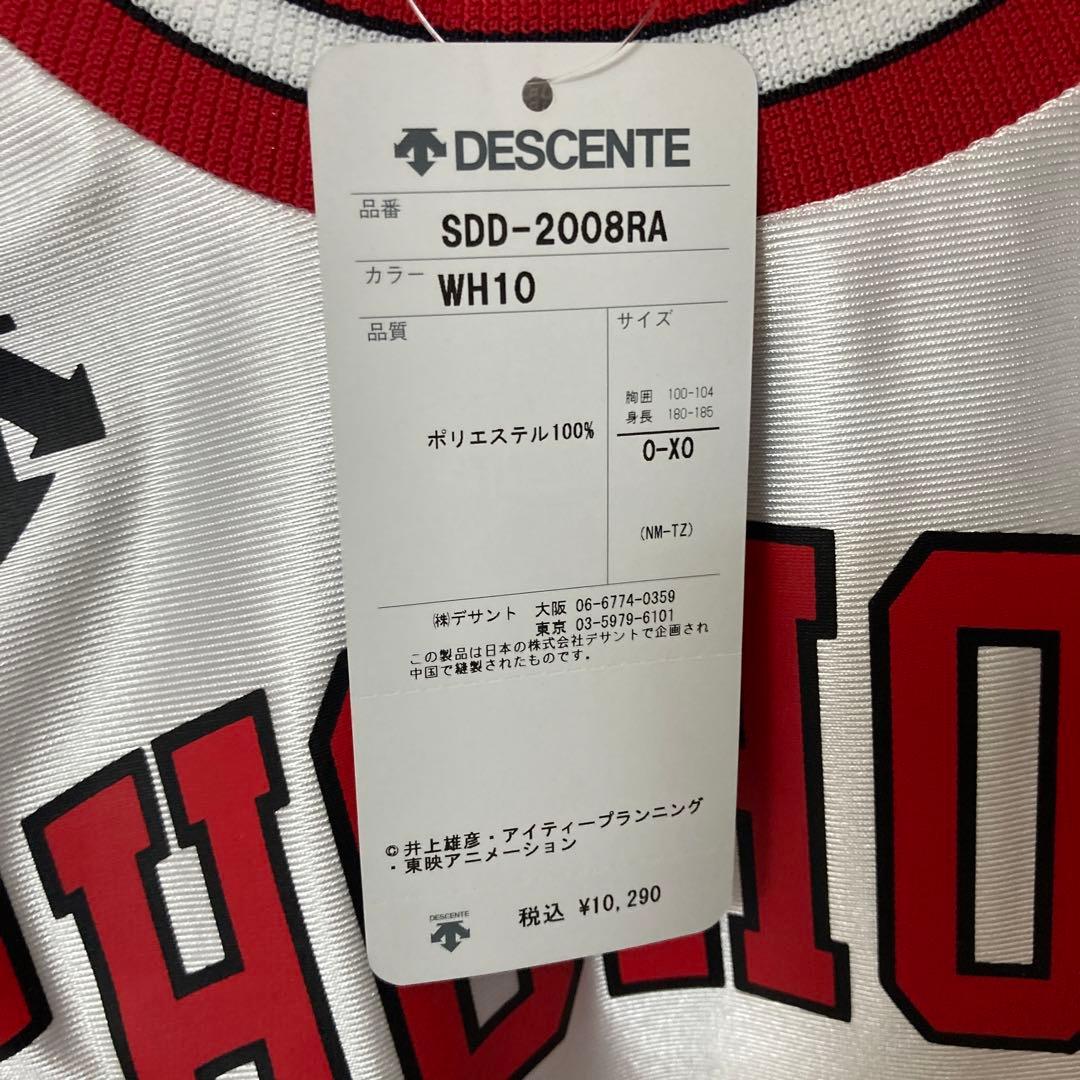 DESCENTE
品番
SDD-2008RA
カラー
WH10
品質
サイズ
胸囲 100-104
身長 180-185
ポリエステル100%
O-XO
(NM-TZ)
㈱デサント 大阪 06-6774-0359
東京 03-5979-6101
この製品は日本の株式会社デサントで企画され
中国で縫製されたものです。
©井上雄彦・アイティープランニング
・東映アニメーション
DESCENTE
税込 ¥10,290